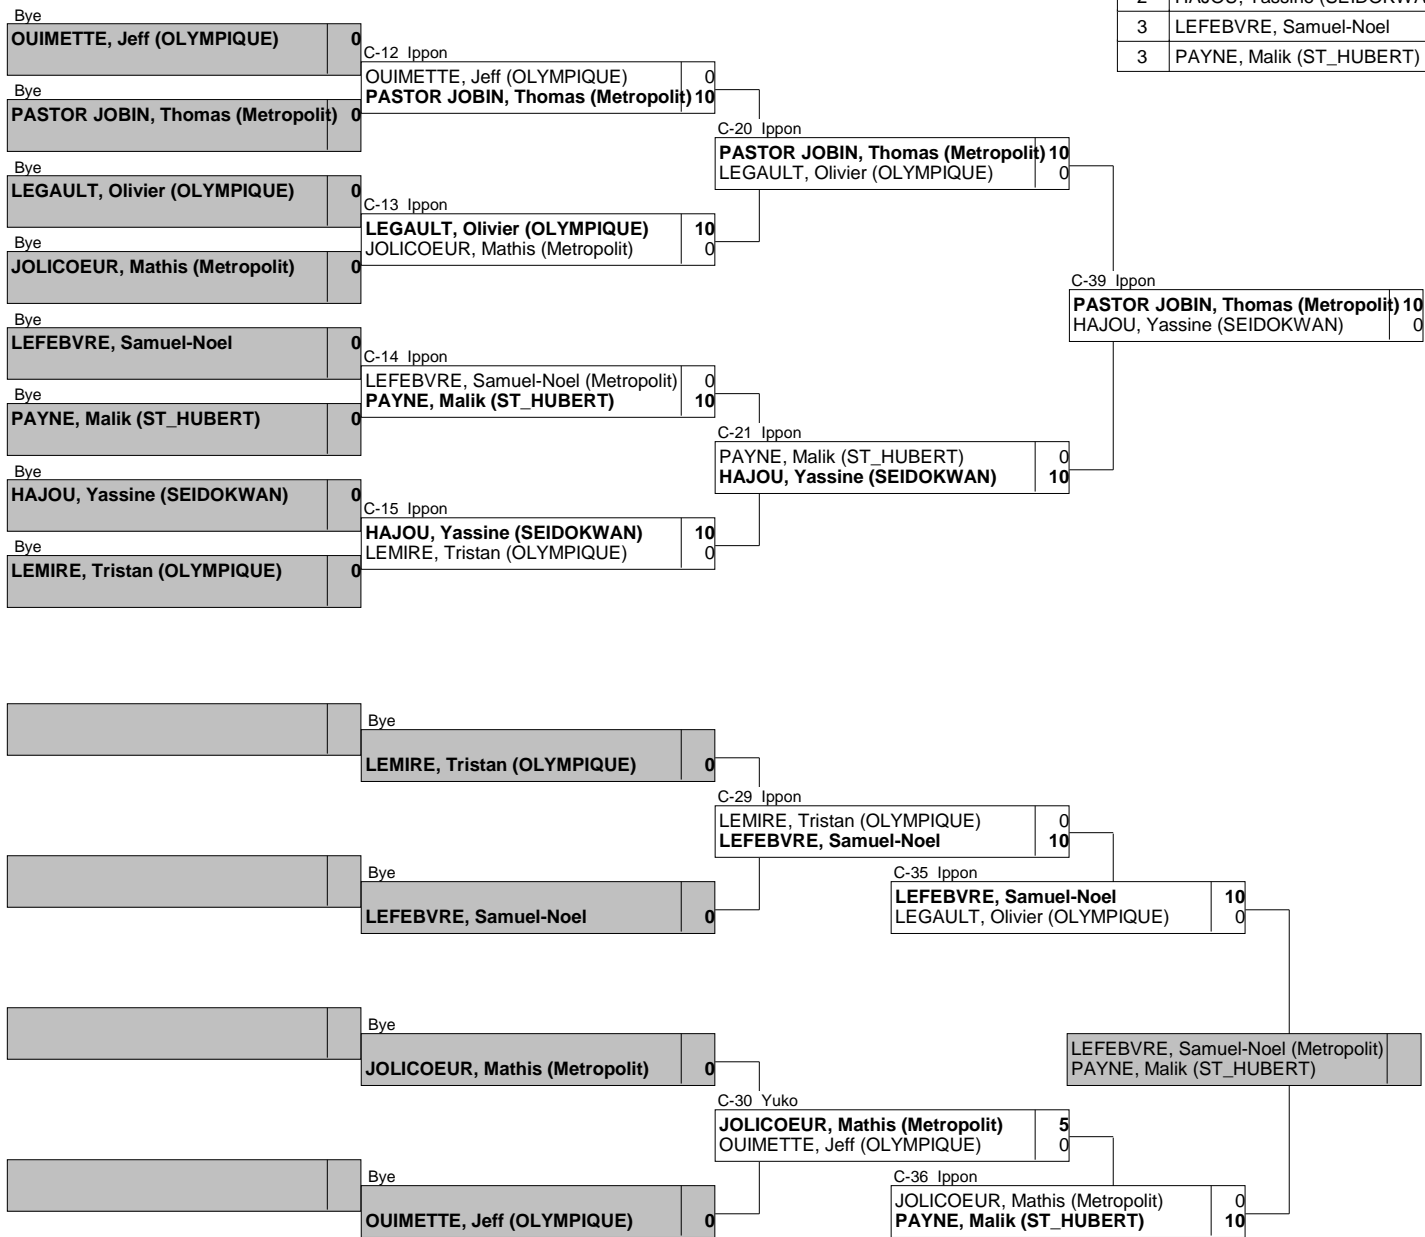 2 HAJOU, Yassine
3 LEFEBVRE, Samuel-Noel
3 PAYNE, Malik (ST_HUBERT)
Bye
OUIMETTE, Jeff (OLYMPIQUE) 0
Bye
PASTOR JOBIN, Thomas (Metropolit) 0
Bye
LEGAULT, Olivier (OLYMPIQUE) 0
Bye
JOLICOEUR, Mathis (Metropolit) 0
Bye
LEFEBVRE, Samuel-Noel 0
Bye
PAYNE, Malik (ST_HUBERT) 0
Bye
HAJOU, Yassine (SEIDOKWAN) 0
Bye
LEMIRE, Tristan (OLYMPIQUE) 0
C-12 Ippon
OUIMETTE, Jeff (OLYMPIQUE) 0
PASTOR JOBIN, Thomas (Metropolit) 10
C-13 Ippon
LEGAULT, Olivier (OLYMPIQUE) 10
JOLICOEUR, Mathis (Metropolit) 0
C-14 Ippon
LEFEBVRE, Samuel-Noel (Metropolit) 0
PAYNE, Malik (ST_HUBERT) 10
C-15 Ippon
HAJOU, Yassine (SEIDOKWAN) 10
LEMIRE, Tristan (OLYMPIQUE) 0
C-20 Ippon
PASTOR JOBIN, Thomas (Metropolit) 10
LEGAULT, Olivier (OLYMPIQUE) 0
C-21 Ippon
PAYNE, Malik (ST_HUBERT) 0
HAJOU, Yassine (SEIDOKWAN) 10
C-39 Ippon
PASTOR JOBIN, Thomas (Metropolit) 10
HAJOU, Yassine (SEIDOKWAN) 0
Bye
LEMIRE, Tristan (OLYMPIQUE) 0
Bye
LEFEBVRE, Samuel-Noel 0
Bye
JOLICOEUR, Mathis (Metropolit) 0
Bye
OUIMETTE, Jeff (OLYMPIQUE) 0
C-29 Ippon
LEMIRE, Tristan (OLYMPIQUE) 0
LEFEBVRE, Samuel-Noel 10
C-30 Yuko
JOLICOEUR, Mathis (Metropolit) 5
OUIMETTE, Jeff (OLYMPIQUE) 0
C-35 Ippon
LEFEBVRE, Samuel-Noel 10
LEGAULT, Olivier (OLYMPIQUE) 0
C-36 Ippon
JOLICOEUR, Mathis (Metropolit) 0
PAYNE, Malik (ST_HUBERT) 10
LEFEBVRE, Samuel-Noel (Metropolit)
PAYNE, Malik (ST_HUBERT)